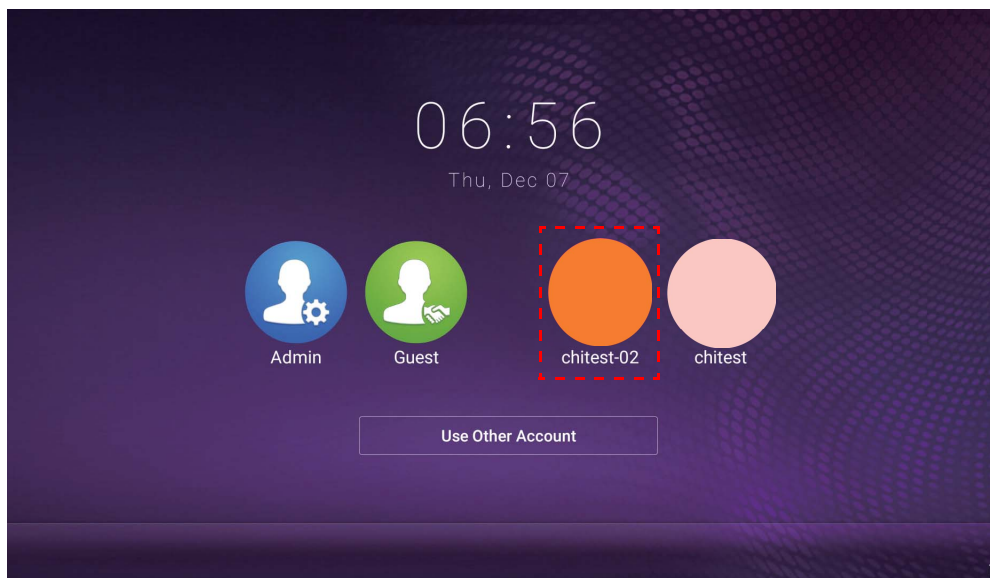 06:56
Thu, Dec 07
Admin
Guest
chitest-02
chitest
Use Other Account